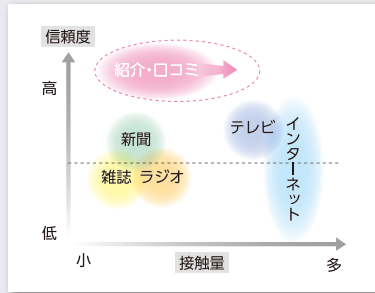 信頼度
高
紹介・口コミ
テレビ
インターネット
新聞
雑誌
ラジオ
低
小
接触量
多